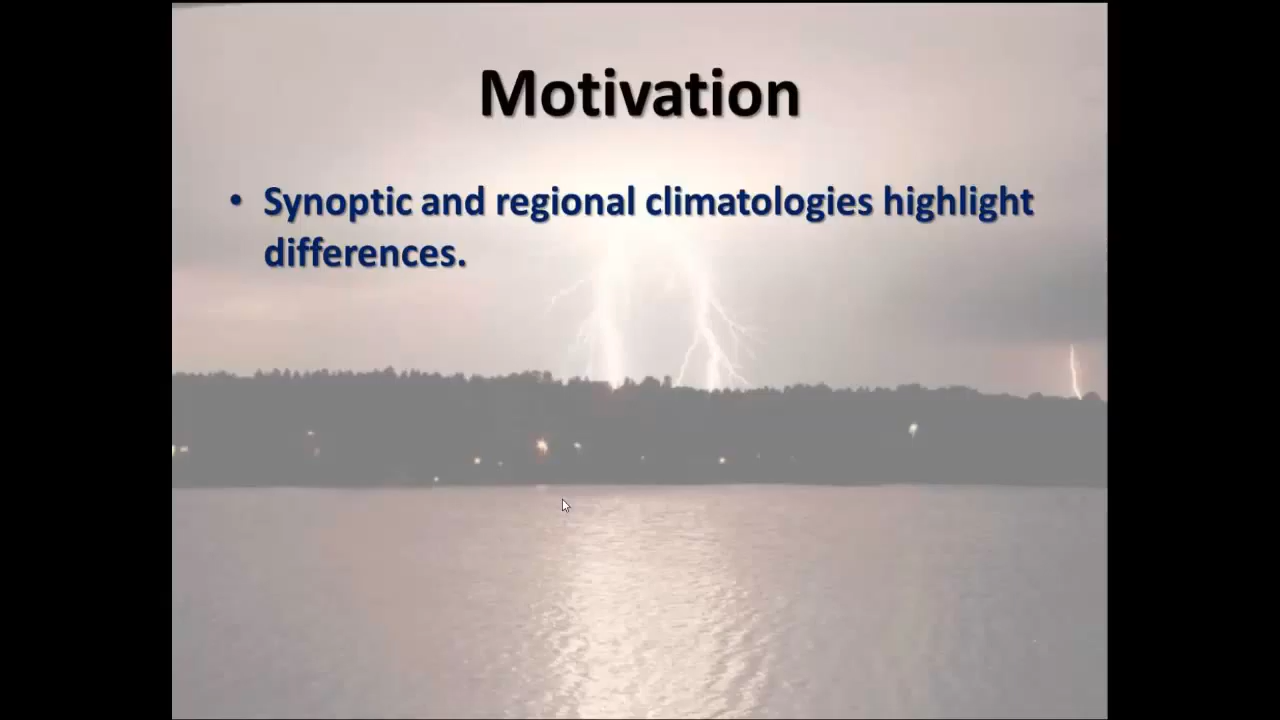 Motivation
• Synoptic and regional climatologies highlight
differences.